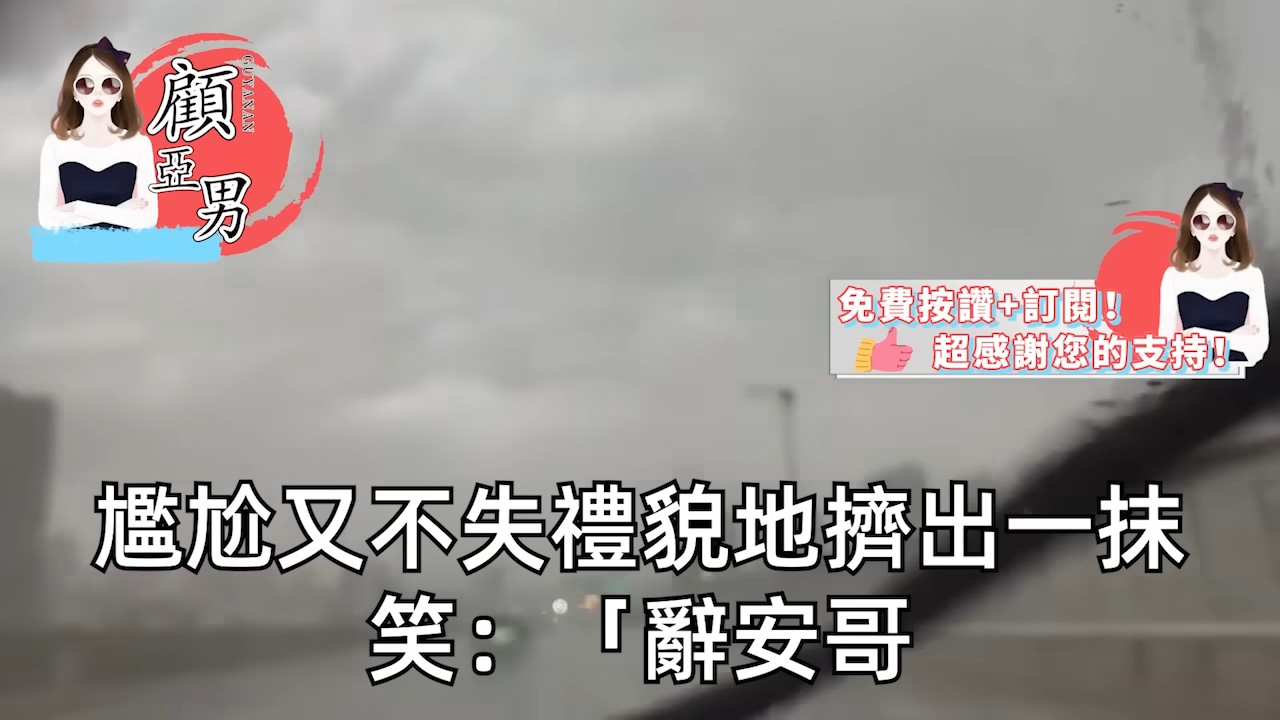 顧亞男
GUYANAN
免費按讚+訂閱!
超感謝您的支持!
尷尬又不失禮貌地擠出一抹
笑:「辭安哥